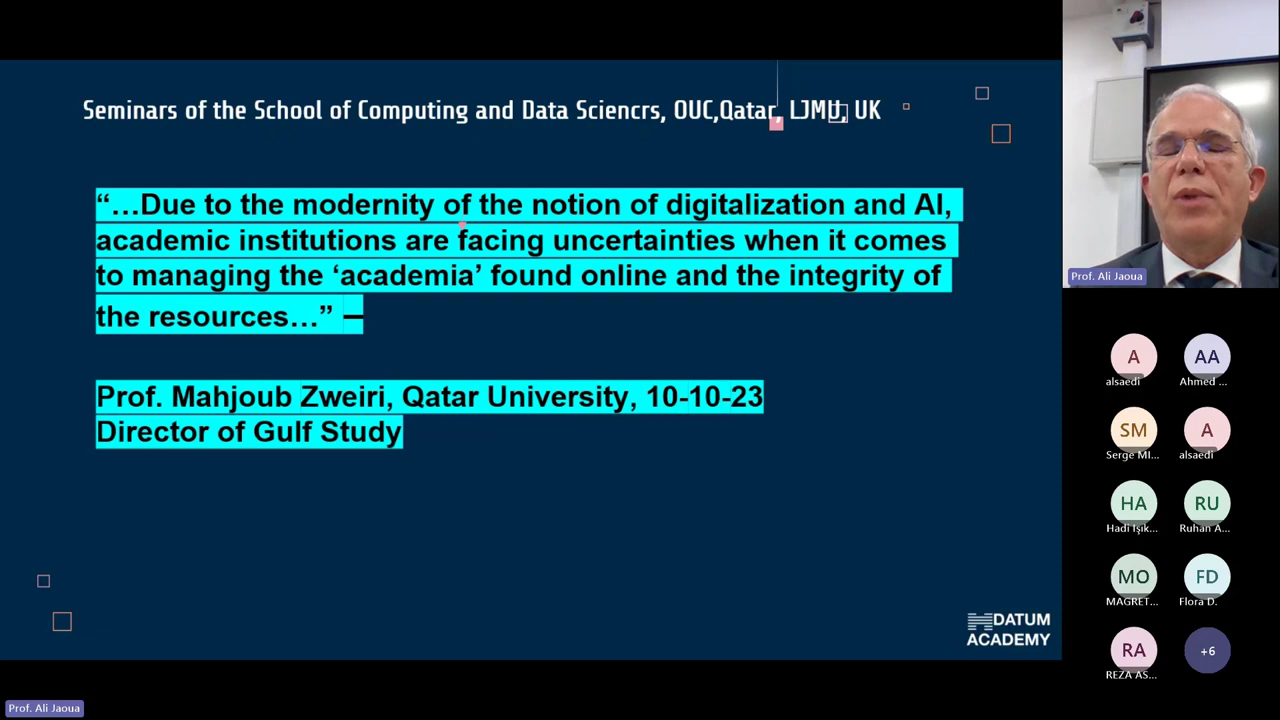 Seminars of the School of Computing and Data Sciencrs, OUC,Qatar, LJMU, UK
“…Due to the modernity of the notion of digitalization and AI,
academic institutions are facing uncertainties when it comes
to managing the ‘academia’ found online and the integrity of
the resources…” –
Prof. Mahjoub Zweiri, Qatar University, 10-10-23
Director of Gulf Study
DATUM
ACADEMY
Prof. Ali Jaoua
Prof. Ali Jaoua
A
alsaedi
AA
Ahmed ...
SM
Serge MI...
A
alsaedi
HA
Hadi Işık...
RU
Ruhan A...
MO
MAGRET...
FD
Flora D.
RA
REZA AS...
+6